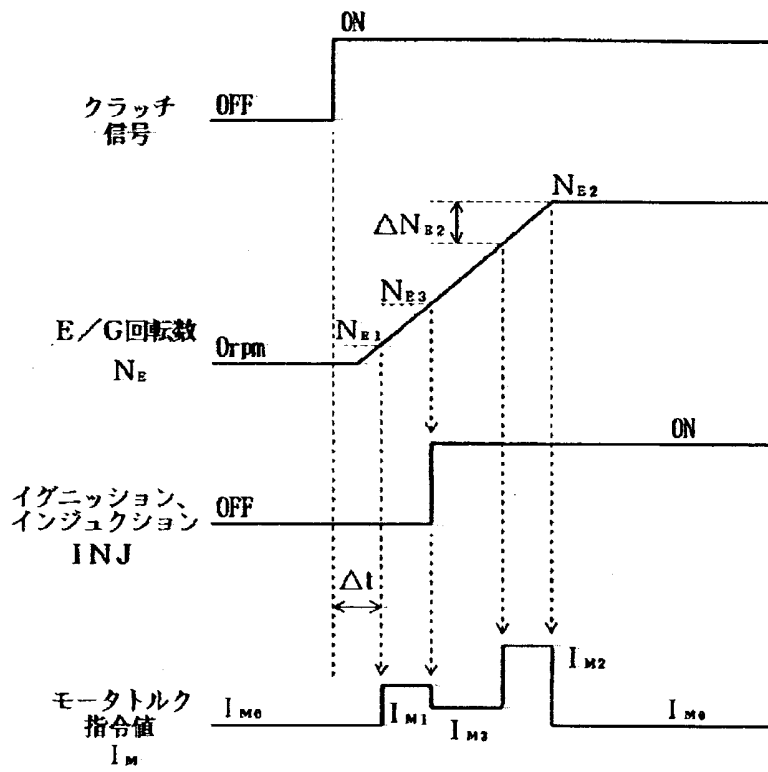 ON
クラッチ
信号
OFF
N_E2
△N_E2
N_E3
N_E1
E/G回転数
N_E
0rpm
ON
イグニッション、
インジェクション
INJ
OFF
△t
モータトルク
指令値
I_M
I_M0
I_M1
I_M3
I_M2
I_M0